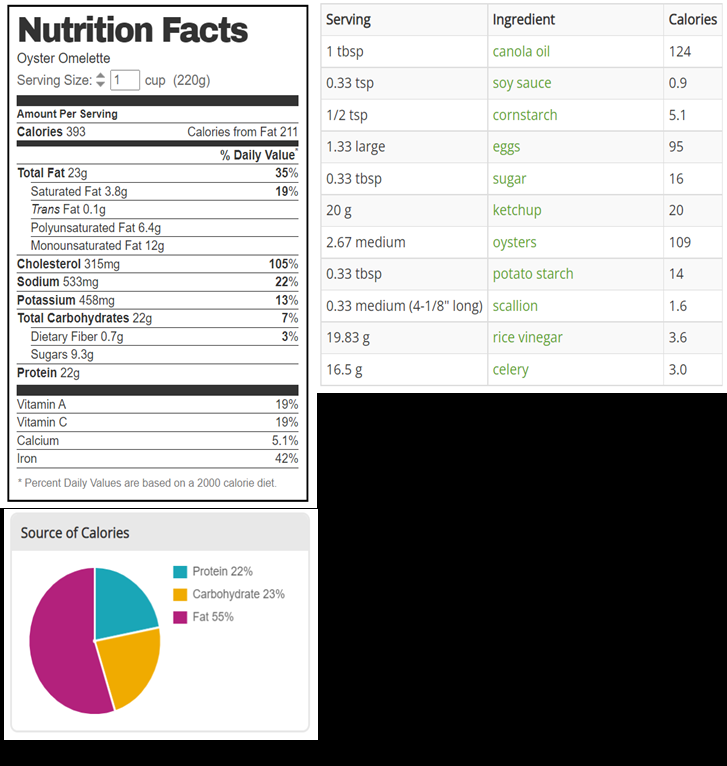 Nutrition Facts
Oyster Omelette
Serving Size: 1 cup (220g)
Amount Per Serving
Calories 393 Calories from Fat 211
% Daily Value*
Total Fat 23g 35%
Saturated Fat 3.8g 19%
Trans Fat 0.1g
Polyunsaturated Fat 6.4g
Monounsaturated Fat 12g
Cholesterol 315mg 105%
Sodium 533mg 22%
Potassium 458mg 13%
Total Carbohydrates 22g 7%
Dietary Fiber 0.7g 3%
Sugars 9.3g
Protein 22g
Vitamin A 19%
Vitamin C 19%
Calcium 5.1%
Iron 42%
* Percent Daily Values are based on a 2000 calorie diet.
Serving Ingredient Calories
1 tbsp canola oil 124
0.33 tsp soy sauce 0.9
1/2 tsp cornstarch 5.1
1.33 large eggs 95
0.33 tbsp sugar 16
20 g ketchup 20
2.67 medium oysters 109
0.33 tbsp potato starch 14
0.33 medium (4-1/8" long) scallion 1.6
19.83 g rice vinegar 3.6
16.5 g celery 3.0
Source of Calories
Protein 22%
Carbohydrate 23%
Fat 55%